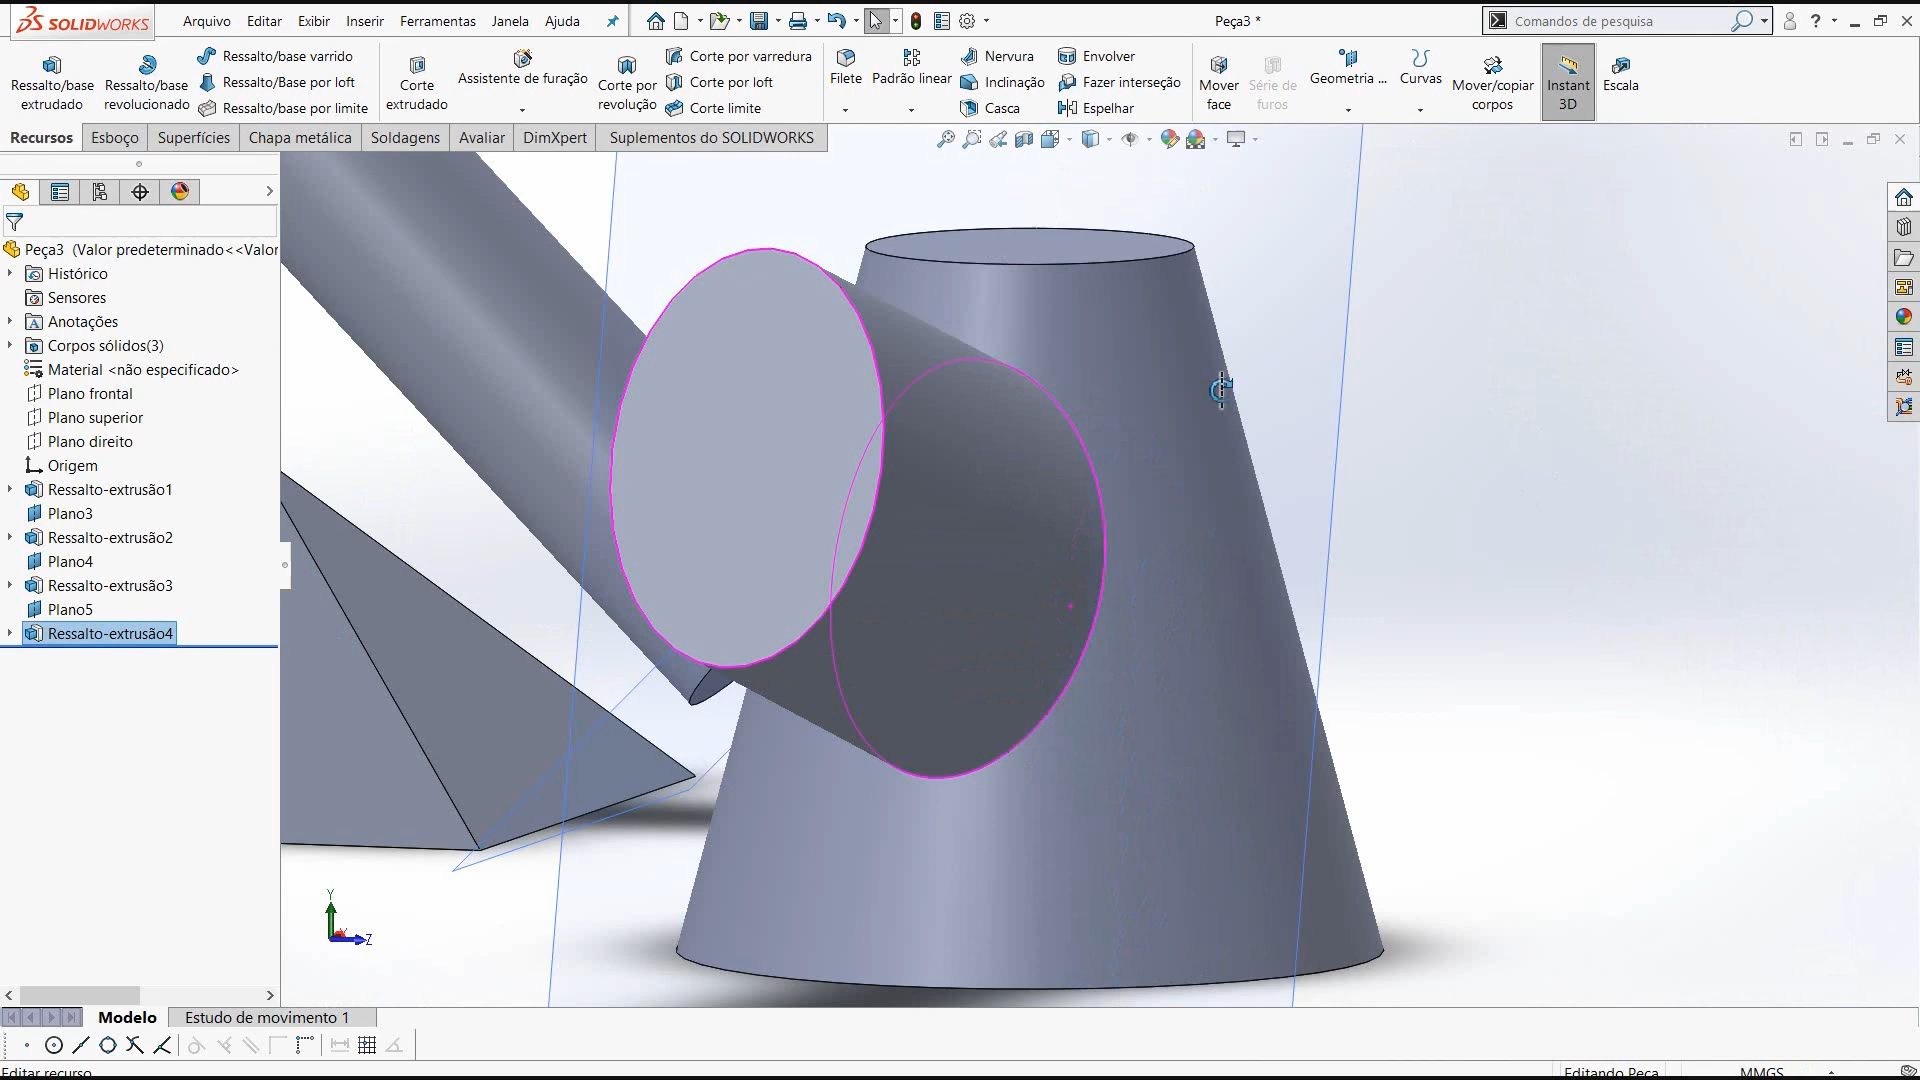 SOLIDWORKS Arquivo Editar Exibir Inserir Ferramentas Janela Ajuda Peça3 * Comandos de pesquisa ?
Ressalto/base extrudado
Ressalto/base revolucionado
Ressalto/base varrido
Ressalto/Base por loft
Ressalto/base por limite
Corte extrudado
Assistente de furação
Corte por revolução
Corte por varredura
Corte por loft
Corte limite
Filete
Padrão linear
Nervura
Inclinação
Casca
Envolver
Fazer interseção
Espelhar
Mover face
Série de furos
Geometria ...
Curvas
Mover/copiar corpos
Instant 3D
Escala
Recursos Esboço Superfícies Chapa metálica Soldagens Avaliar DimXpert Suplementos do SOLIDWORKS
Peça3 (Valor predeterminado<<Valor
Histórico
Sensores
Anotações
Corpos sólidos(3)
Material <não especificado>
Plano frontal
Plano superior
Plano direito
Origem
Ressalto-extrusão1
Plano3
Ressalto-extrusão2
Plano4
Ressalto-extrusão3
Plano5
Ressalto-extrusão4
Y
X
Z
Modelo Estudo de movimento 1
Editar recurso Editando Peça MMGS